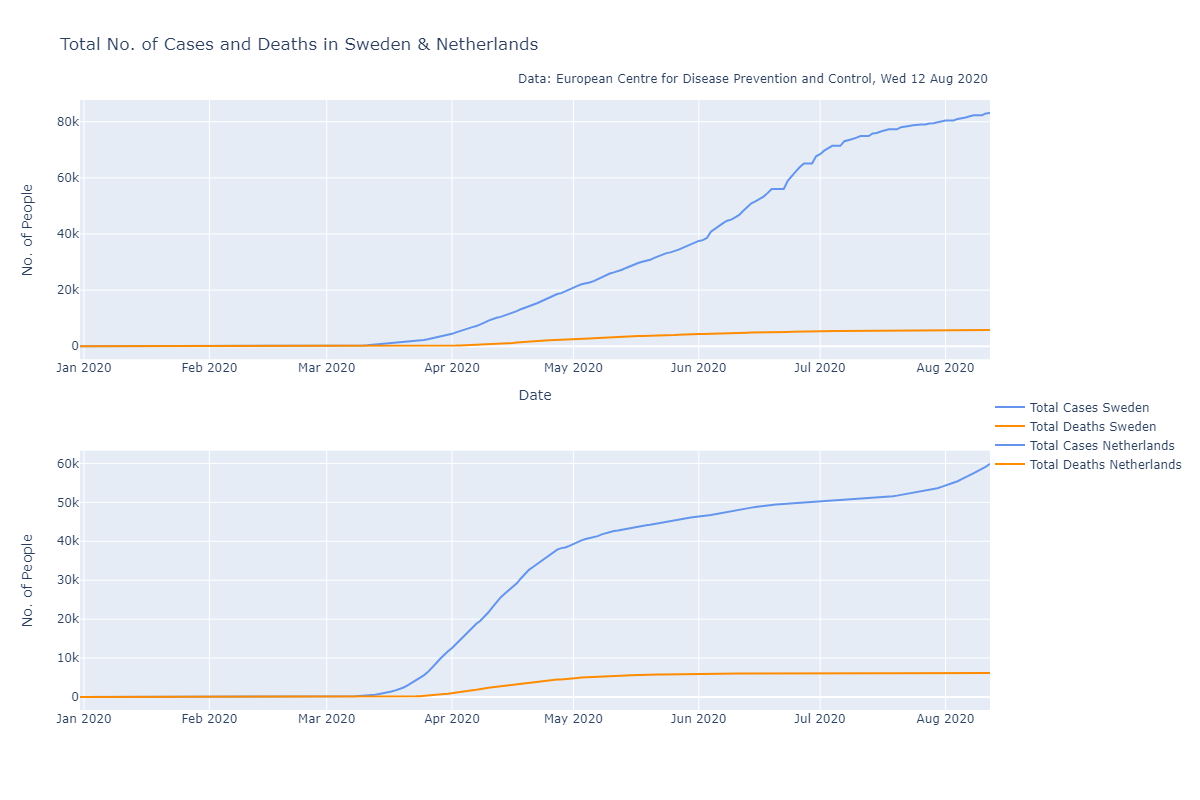 Total No. of Cases and Deaths in Sweden & Netherlands
Data: European Centre for Disease Prevention and Control, Wed 12 Aug 2020
No. of People
80k
60k
40k
20k
0
Jan 2020 Feb 2020 Mar 2020 Apr 2020 May 2020 Jun 2020 Jul 2020 Aug 2020
Date
Total Cases Sweden
Total Deaths Sweden
Total Cases Netherlands
Total Deaths Netherlands
No. of People
60k
50k
40k
30k
20k
10k
0
Jan 2020 Feb 2020 Mar 2020 Apr 2020 May 2020 Jun 2020 Jul 2020 Aug 2020